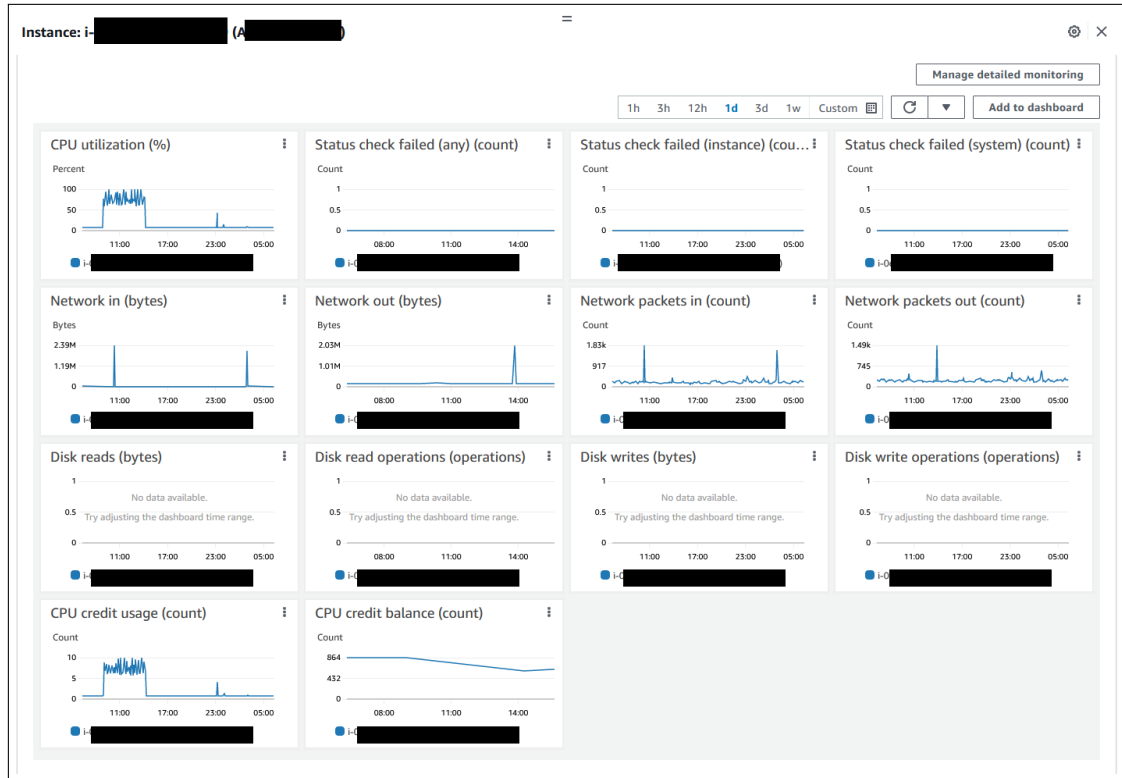 Instance: i- (A )
Manage detailed monitoring
1h 3h 12h 1d 3d 1w Custom Add to dashboard
CPU utilization (%) Status check failed (any) (count) Status check failed (instance) (cou... Status check failed (system) (count)
Percent Count Count Count
100 1 1 1
50 0.5 0.5 0.5
0 0 0 0
11:00 17:00 23:00 05:00 08:00 11:00 14:00 11:00 17:00 23:00 05:00 11:00 17:00 23:00 05:00
i-0 i-0 i-0 i-0
Network in (bytes) Network out (bytes) Network packets in (count) Network packets out (count)
Bytes Bytes Count Count
2.39M 2.03M 1.83k 1.49k
1.19M 1.01M 917 745
0 0 0 0
11:00 17:00 23:00 05:00 08:00 11:00 14:00 11:00 17:00 23:00 05:00 11:00 17:00 23:00 05:00
i-0 i-0 i-0 i-0
Disk reads (bytes) Disk read operations (operations) Disk writes (bytes) Disk write operations (operations)
1 1 1 1
No data available. No data available. No data available. No data available.
0.5 Try adjusting the dashboard time range. 0.5 Try adjusting the dashboard time range. 0.5 Try adjusting the dashboard time range. 0.5 Try adjusting the dashboard time range.
0 0 0 0
11:00 17:00 23:00 05:00 08:00 11:00 14:00 11:00 17:00 23:00 05:00 11:00 17:00 23:00 05:00
i-0 i-0 i-0 i-0
CPU credit usage (count) CPU credit balance (count)
Count Count
10 864
5 432
0 0
11:00 17:00 23:00 05:00 08:00 11:00 14:00
i-0 i-0